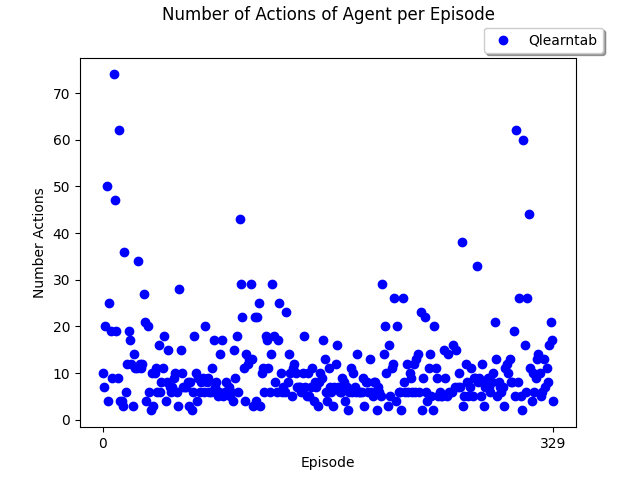 Number of Actions of Agent per Episode
Qlearntab
70
60
50
40
30
20
10
0
Number Actions
0 329
Episode